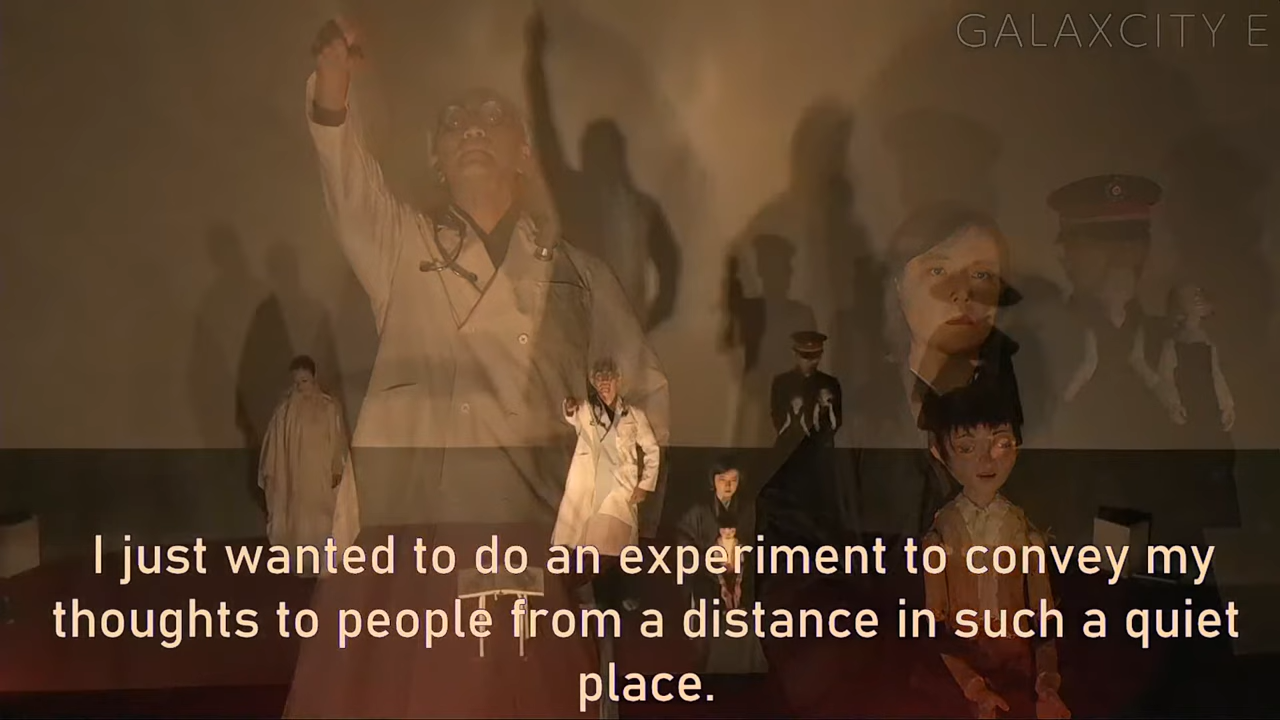 GALAXCITY E
I just wanted to do an experiment to convey my
thoughts to people from a distance in such a quiet
place.